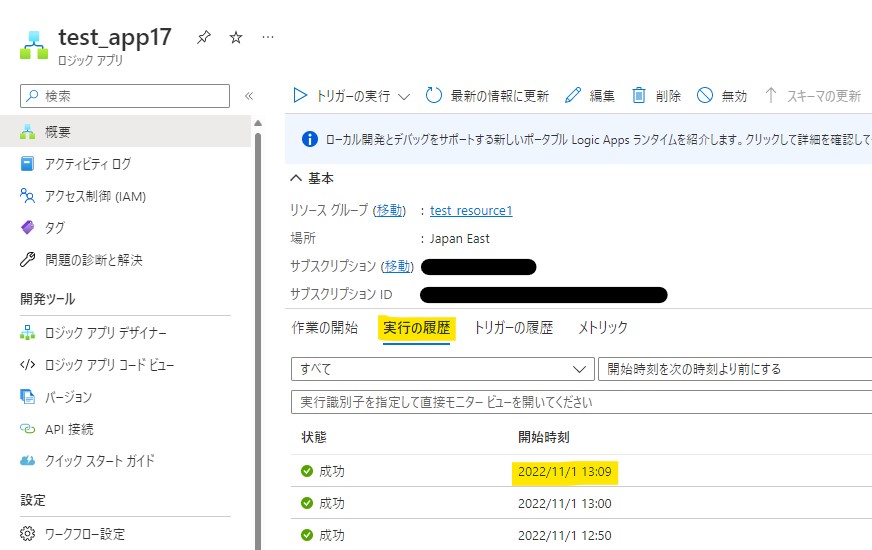 test_app17
ロジック アプリ
検索
概要
アクティビティ ログ
アクセス制御 (IAM)
タグ
問題の診断と解決
開発ツール
ロジック アプリ デザイナー
ロジック アプリ コード ビュー
バージョン
API 接続
クイック スタート ガイド
設定
ワークフロー設定
トリガーの実行 最新の情報に更新 編集 削除 無効 スキーマの更新
ローカル開発とデバッグをサポートする新しいポータブル Logic Apps ランタイムを紹介します。クリックして詳細を確認して
基本
リソース グループ (移動) : test_resource1
場所 : Japan East
サブスクリプション (移動)
サブスクリプション ID
作業の開始 実行の履歴 トリガーの履歴 メトリック
すべて 開始時刻を次の時刻より前にする
実行識別子を指定して直接モニター ビューを開いてください
状態 開始時刻
成功 2022/11/1 13:09
成功 2022/11/1 13:00
成功 2022/11/1 12:50